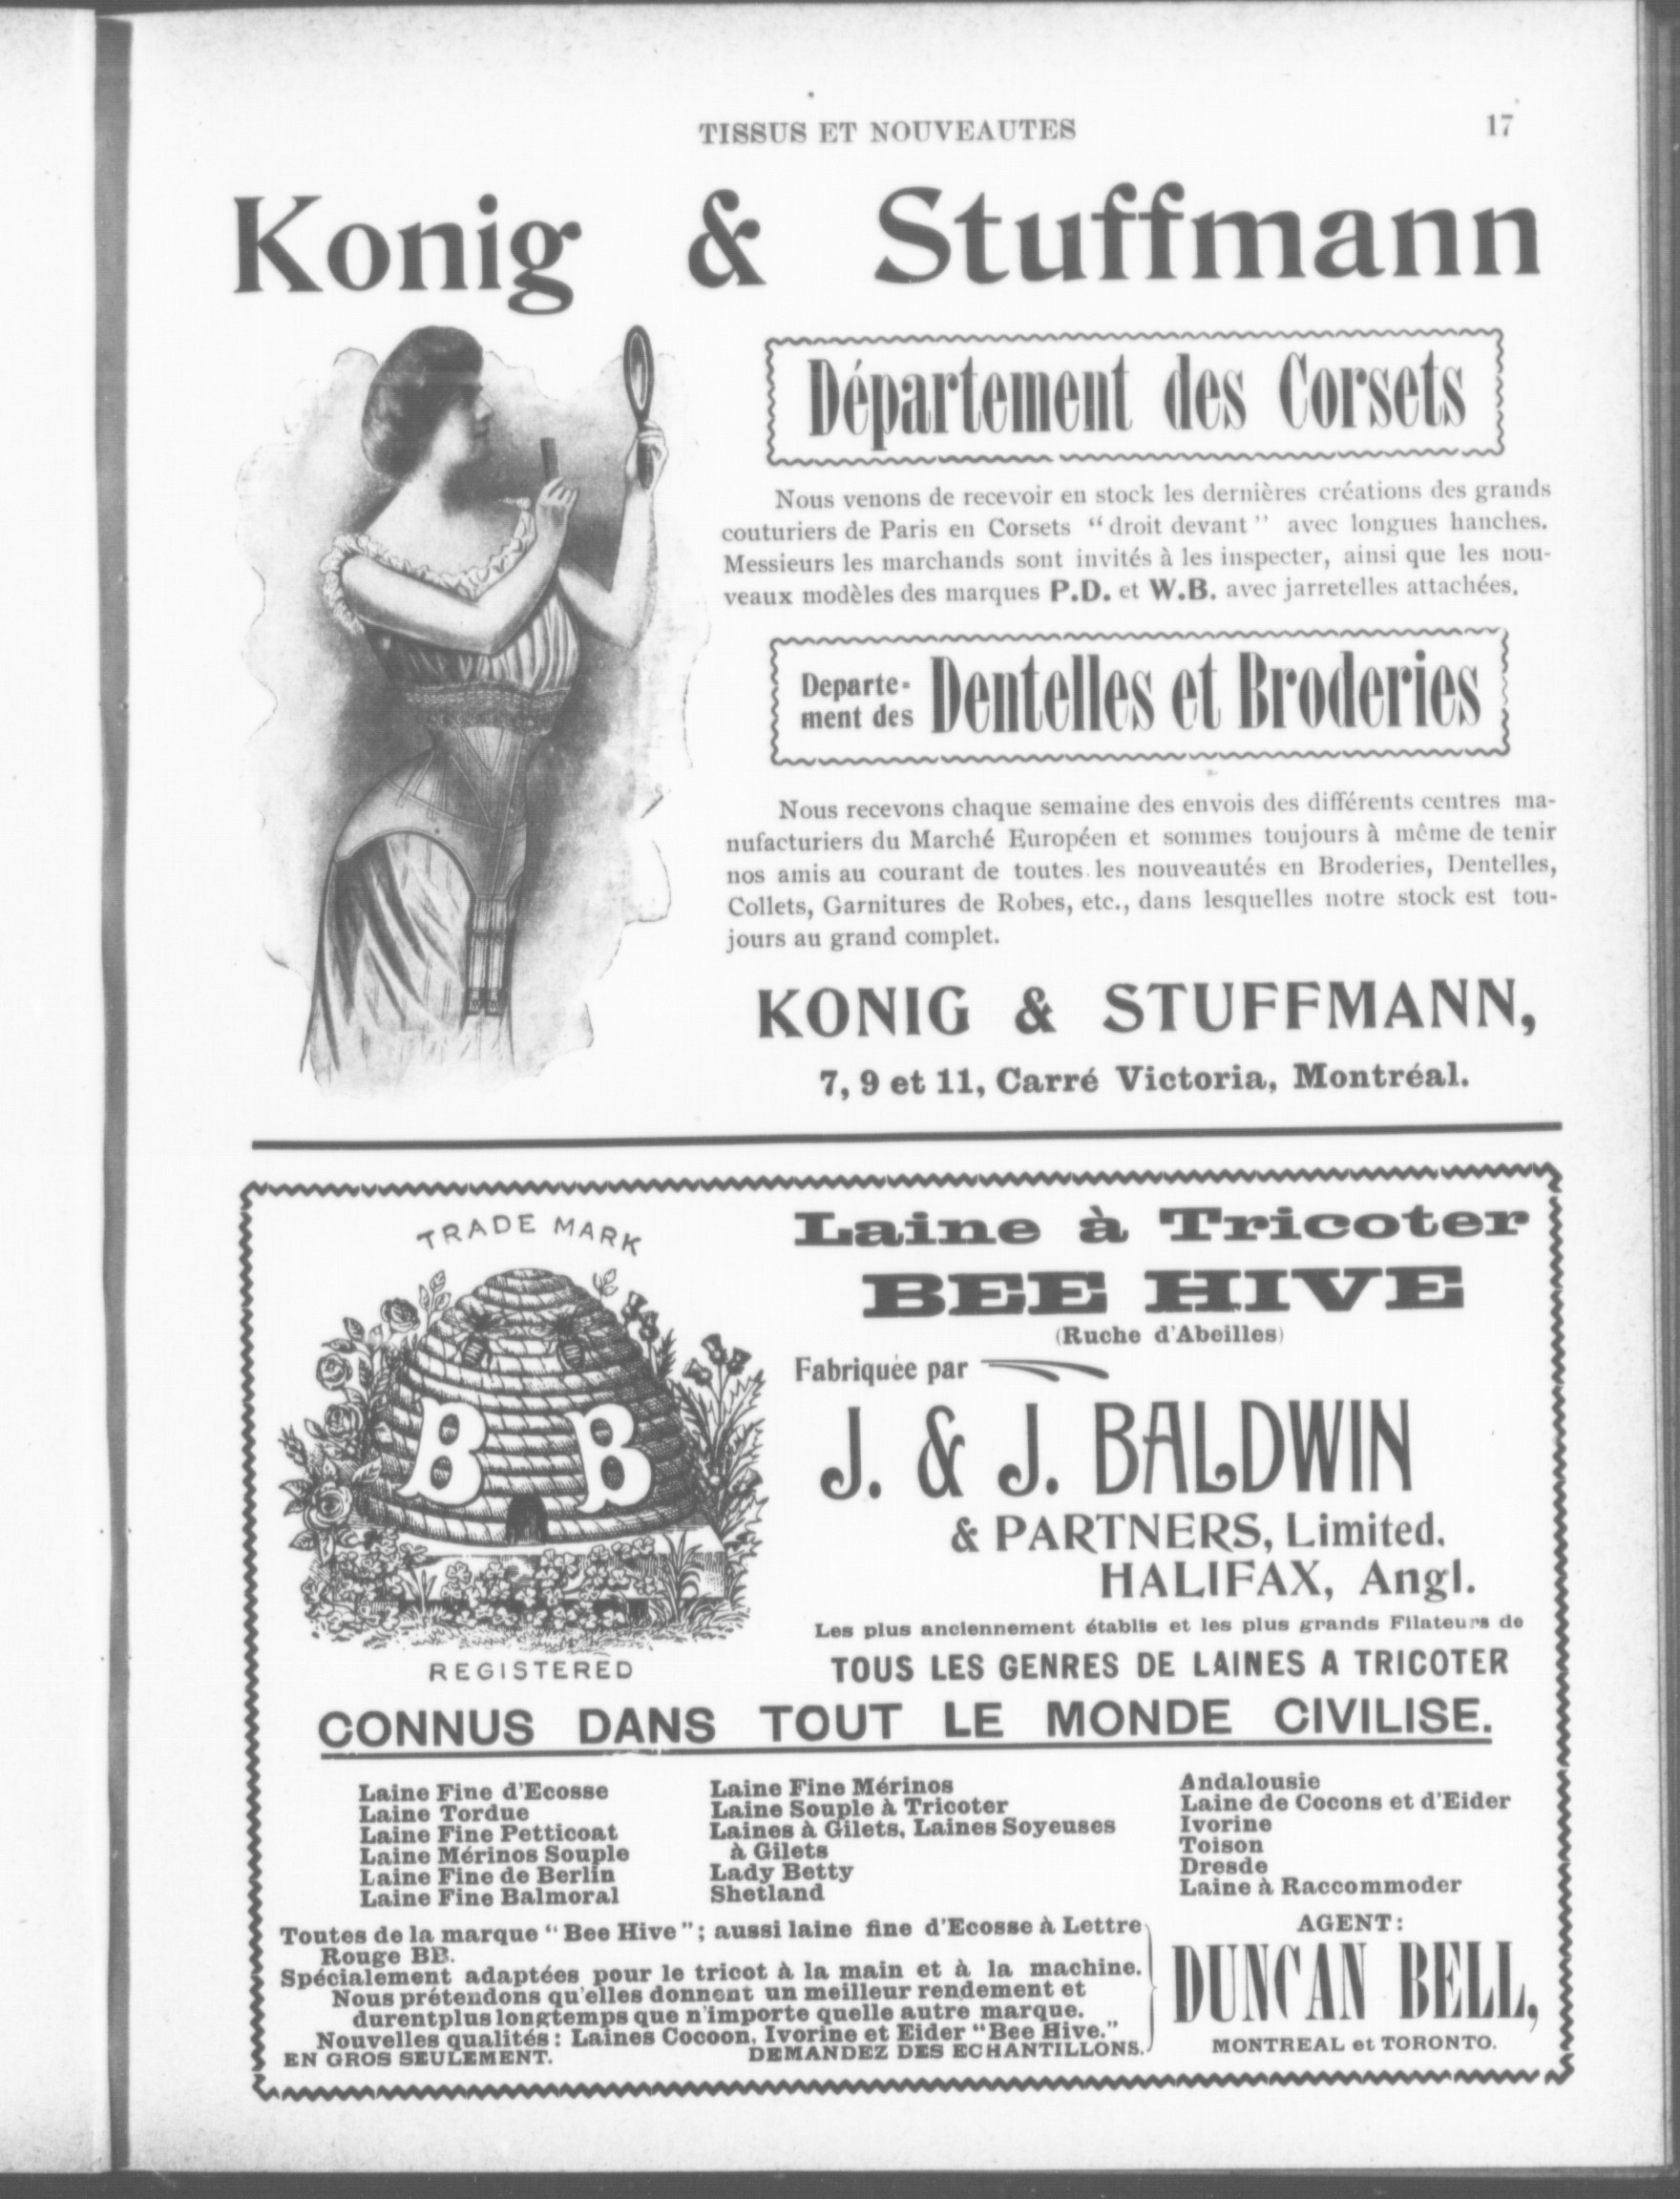 TISSUS ET NOUVEAUTES 17
Konig & Stuffmann
Département des Corsets
Nous venons de recevoir en stock les dernières créations des grands
couturiers de Paris en Corsets "droit devant" avec longues hanches.
Messieurs les marchands sont invités à les inspecter, ainsi que les nou-
veaux modèles des marques P.D. et W.B. avec jarretelles attachées.
Departe-
ment des Dentelles et Broderies
Nous recevons chaque semaine des envois des différents centres ma-
nufacturiers du Marché Européen et sommes toujours à même de tenir
nos amis au courant de toutes les nouveautés en Broderies, Dentelles,
Collets, Garnitures de Robes, etc., dans lesquelles notre stock est tou-
jours au grand complet.
KONIG & STUFFMANN,
7, 9 et 11, Carré Victoria, Montréal.
TRADE MARK
B B
REGISTERED
Laine à Tricoter
BEE HIVE
(Ruche d'Abeilles)
Fabriquée par
J. & J. BALDWIN
& PARTNERS, Limited.
HALIFAX, Angl.
Les plus anciennement établis et les plus grands Filateurs de
TOUS LES GENRES DE LAINES A TRICOTER
CONNUS DANS TOUT LE MONDE CIVILISE.
Laine Fine d'Ecosse
Laine Tordue
Laine Fine Petticoat
Laine Mérinos Souple
Laine Fine de Berlin
Laine Fine Balmoral
Laine Fine Mérinos
Laine Souple à Tricoter
Laines à Gilets, Laines Soyeuses
à Gilets
Lady Betty
Shetland
Andalousie
Laine de Cocons et d'Eider
Ivorine
Toison
Dresde
Laine à Raccommoder
Toutes de la marque "Bee Hive"; aussi laine fine d'Ecosse à Lettre
Rouge BB.
Spécialement adaptées pour le tricot à la main et à la machine.
Nous prétendons qu'elles donnent un meilleur rendement et
durent plus longtemps que n'importe quelle autre marque.
Nouvelles qualités: Laines Cocoon, Ivorine et Eider "Bee Hive."
EN GROS SEULEMENT. DEMANDEZ DES ECHANTILLONS.
AGENT:
DUNCAN BELL,
MONTREAL et TORONTO.